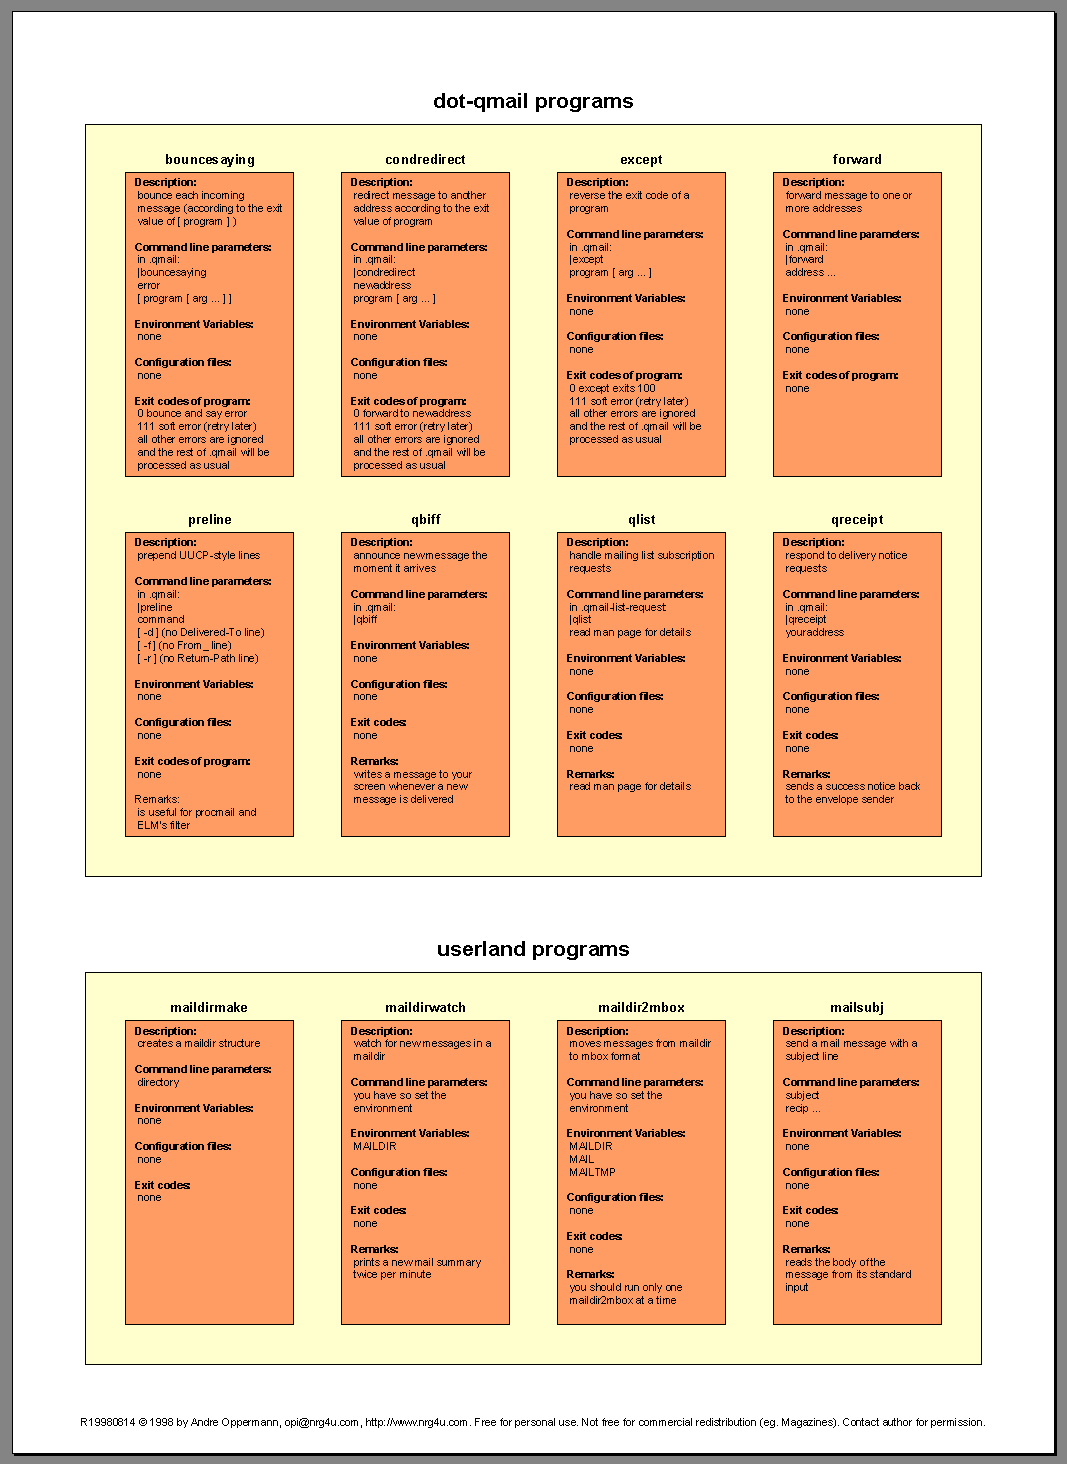 dot-qmail programs
bouncesaying
Description:
bounce each incoming
message (according to the exit
value of [ program ] )
Command line parameters:
in .qmail:
|bouncesaying
error
[ program [ arg ... ] ]
Environment Variables:
none
Configuration files:
none
Exit codes of program:
0 bounce and say error
111 soft error (retry later)
all other errors are ignored
and the rest of .qmail will be
processed as usual
condredirect
Description:
redirect message to another
address according to the exit
value of program
Command line parameters:
in .qmail:
|condredirect
newaddress
program [ arg ... ]
Environment Variables:
none
Configuration files:
none
Exit codes of program:
0 forward to newaddress
111 soft error (retry later)
all other errors are ignored
and the rest of .qmail will be
processed as usual
except
Description:
reverse the exit code of a
program
Command line parameters:
in .qmail:
|except
program [ arg ... ]
Environment Variables:
none
Configuration files:
none
Exit codes of program:
0 except exits 100
111 soft error (retry later)
all other errors are ignored
and the rest of .qmail will be
processed as usual
forward
Description:
forward message to one or
more addresses
Command line parameters:
in .qmail:
|forward
address ...
Environment Variables:
none
Configuration files:
none
Exit codes of program:
none
preline
Description:
prepend UUCP-style lines
Command line parameters:
in .qmail:
|preline
command
[ -d ] (no Delivered-To line)
[ -f ] (no From_ line)
[ -r ] (no Return-Path line)
Environment Variables:
none
Configuration files:
none
Exit codes of program:
none
Remarks:
is useful for procmail and
ELM's filter
qbiff
Description:
announce new message the
moment it arrives
Command line parameters:
in .qmail:
|qbiff
Environment Variables:
none
Configuration files:
none
Exit codes:
none
Remarks:
writes a message to your
screen whenever a new
message is delivered
qlist
Description:
handle mailing list subscription
requests
Command line parameters:
in .qmail-list-request:
|qlist
read man page for details
Environment Variables:
none
Configuration files:
none
Exit codes:
none
Remarks:
read man page for details
qreceipt
Description:
respond to delivery notice
requests
Command line parameters:
in .qmail:
|qreceipt
youraddress
Environment Variables:
none
Configuration files:
none
Exit codes:
none
Remarks:
sends a success notice back
to the envelope sender
userland programs
maildirmake
Description:
creates a maildir structure
Command line parameters:
directory
Environment Variables:
none
Configuration files:
none
Exit codes:
none
maildirwatch
Description:
watch for new messages in a
maildir
Command line parameters:
you have so set the
environment
Environment Variables:
MAILDIR
Configuration files:
none
Exit codes:
none
Remarks:
prints a new mail summary
twice per minute
maildir2mbox
Description:
moves messages from maildir
to mbox format
Command line parameters:
you have so set the
environment
Environment Variables:
MAILDIR
MAIL
MAILTMP
Configuration files:
none
Exit codes:
none
Remarks:
you should run only one
maildir2mbox at a time
mailsubj
Description:
send a mail message with a
subject line
Command line parameters:
subject
recip ...
Environment Variables:
none
Configuration files:
none
Exit codes:
none
Remarks:
reads the body of the
message from its standard
input
R19980814 © 1998 by Andre Oppermann, opi@nrg4u.com, http://www.nrg4u.com. Free for personal use. Not free for commercial redistribution (eg. Magazines). Contact author for permission.